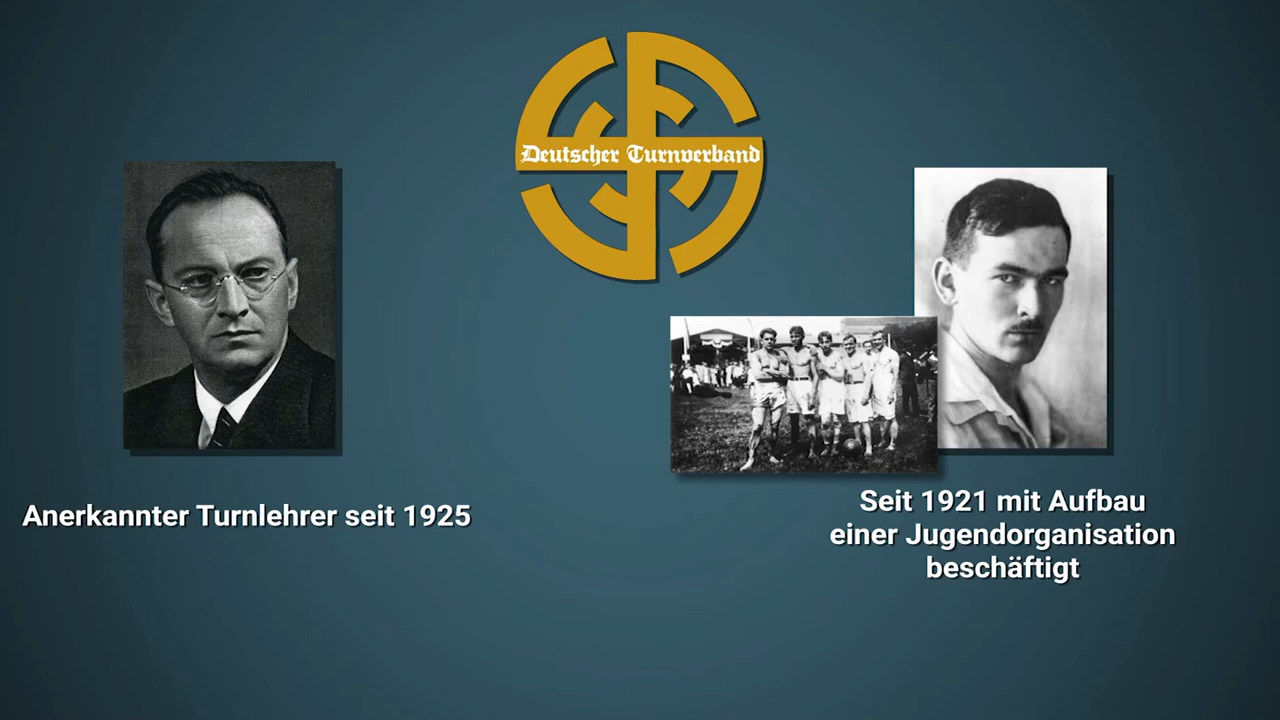 Deutscher Turnverband
Anerkannter Turnlehrer seit 1925
Seit 1921 mit Aufbau
einer Jugendorganisation
beschäftigt